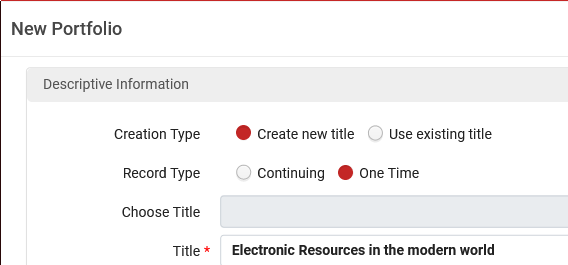 New Portfolio
Descriptive Information
Creation Type Create new title Use existing title
Record Type Continuing One Time
Choose Title
Title * Electronic Resources in the modern world